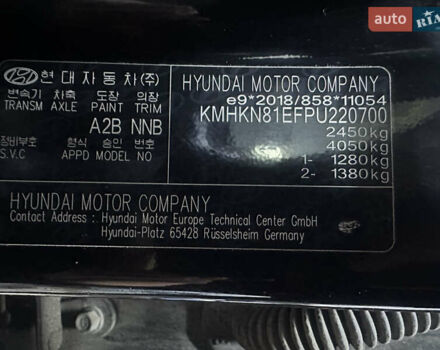 auto RIA
현대자동차(주)
변속기 차축 도장 의장
TRANSM AXLE PAINT TRIM
A2B NNB
정비부호 형식 승인 번호
S.V.C APPD MODEL NO
HYUNDAI MOTOR COMPANY
e9*2018/858*11054
KMHKN81EFPU220700
2450kg
4050kg
1- 1280kg
2- 1380kg
HYUNDAI MOTOR COMPANY
Contact Address : Hyundai Motor Europe Technical Center GmbH
Hyundai-Platz 65428 Rüsselsheim Germany